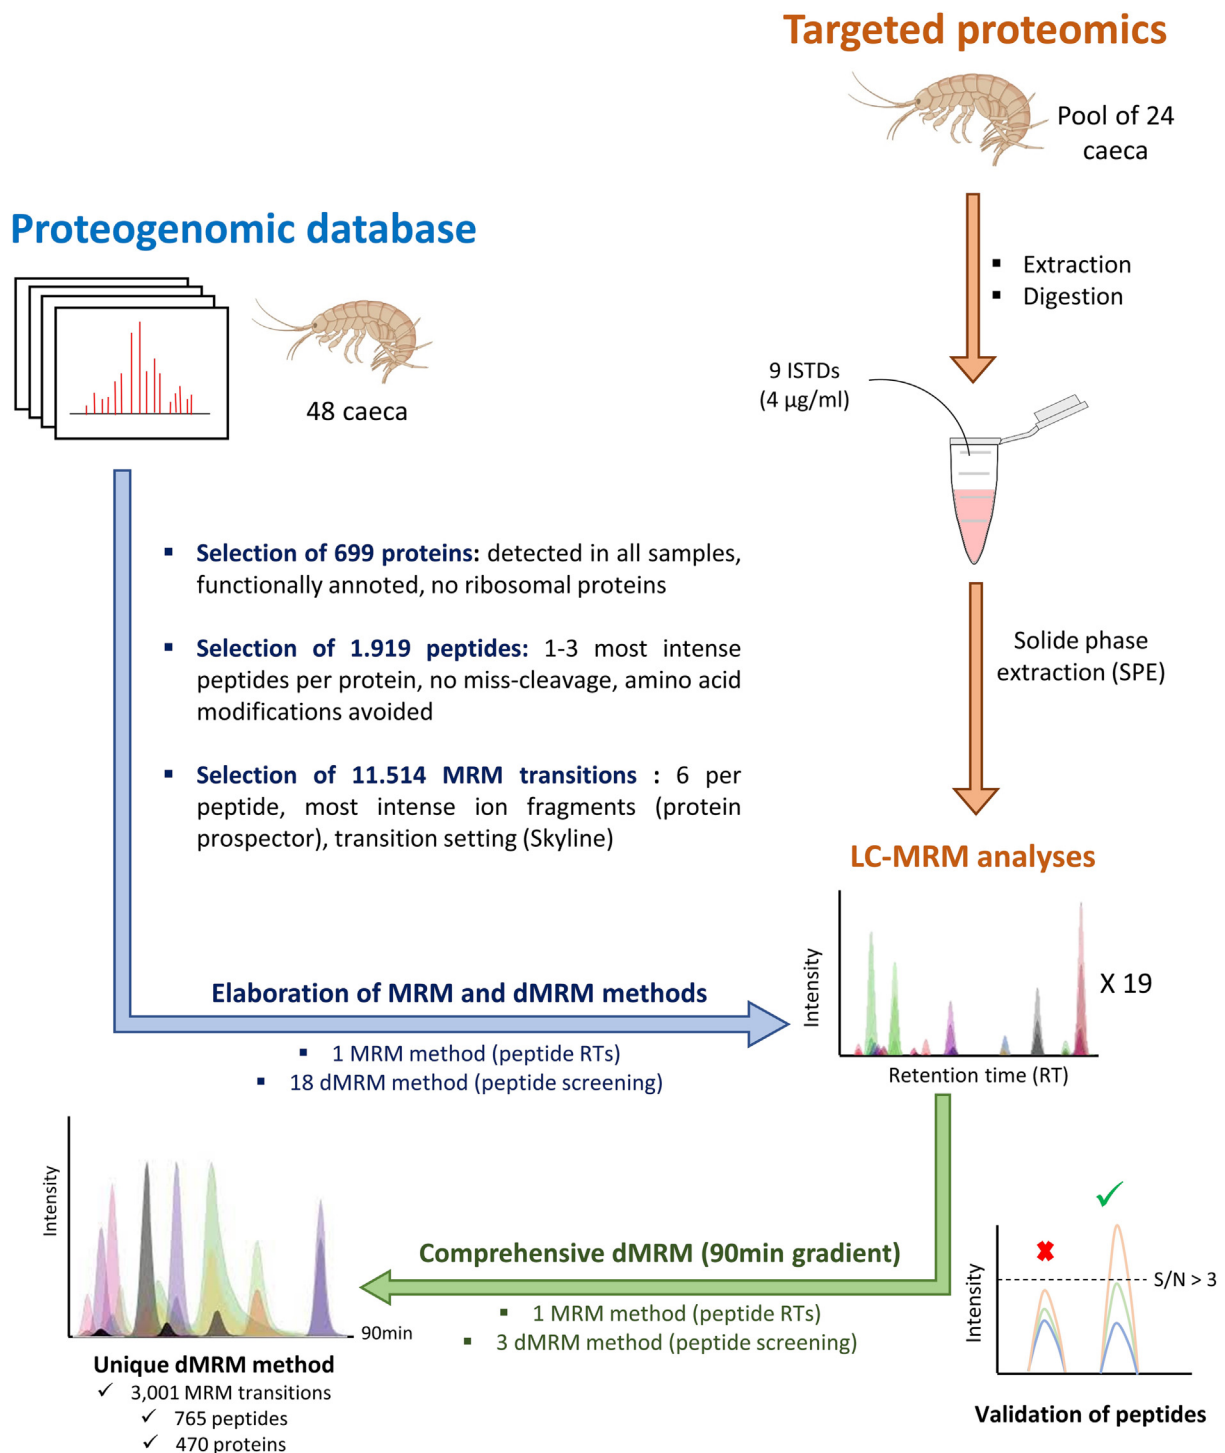 Targeted proteomics
Pool of 24
caeca
Proteogenomic database
48 caeca
▪ Extraction
▪ Digestion
9 ISTDs
(4 µg/ml)
▪ Selection of 699 proteins: detected in all samples,
functionally annoted, no ribosomal proteins
▪ Selection of 1.919 peptides: 1-3 most intense
peptides per protein, no miss-cleavage, amino acid
modifications avoided
▪ Selection of 11.514 MRM transitions : 6 per
peptide, most intense ion fragments (protein
prospector), transition setting (Skyline)
Solide phase
extraction (SPE)
LC-MRM analyses
Intensity
X 19
Retention time (RT)
Elaboration of MRM and dMRM methods
▪ 1 MRM method (peptide RTs)
▪ 18 dMRM method (peptide screening)
Comprehensive dMRM (90min gradient)
▪ 1 MRM method (peptide RTs)
▪ 3 dMRM method (peptide screening)
Intensity
S/N > 3
Validation of peptides
Intensity
90min
Unique dMRM method
✓ 3,001 MRM transitions
✓ 765 peptides
✓ 470 proteins